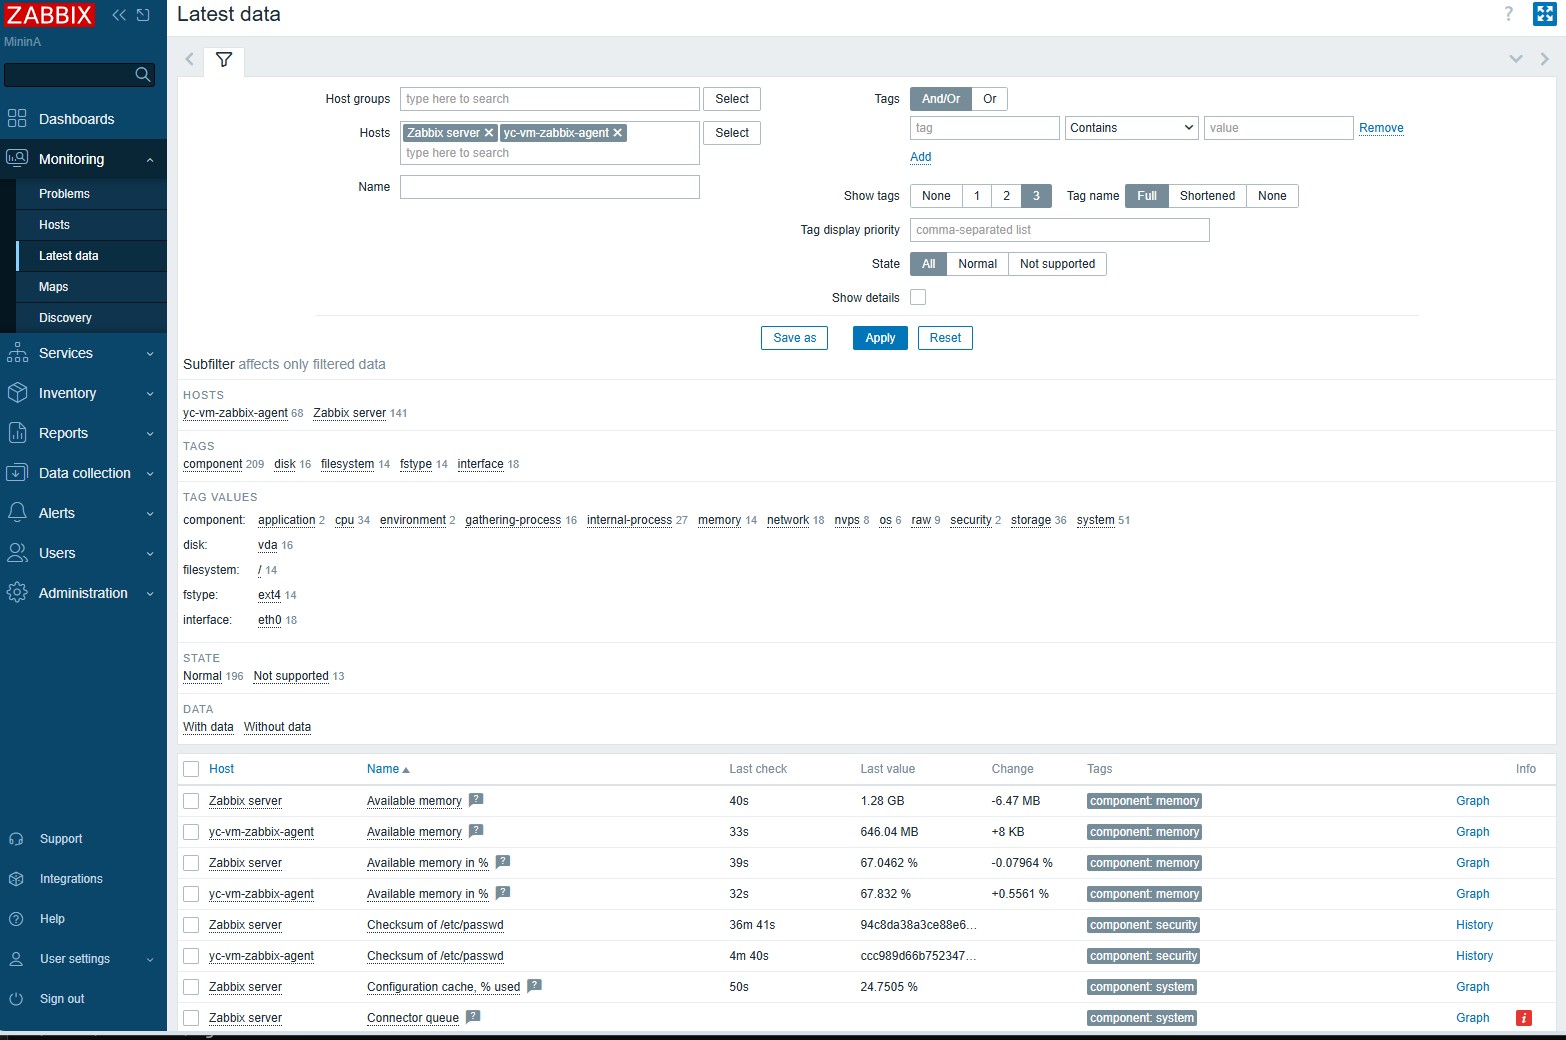 ZABBIX
MininA
Dashboards
Monitoring
Problems
Hosts
Latest data
Maps
Discovery
Services
Inventory
Reports
Data collection
Alerts
Users
Administration
Support
Integrations
Help
User settings
Sign out
Latest data
?
Host groups type here to search Select
Hosts Zabbix server yc-vm-zabbix-agent Select
type here to search
Name
Tags And/Or Or
tag Contains value Remove
Add
Show tags None 1 2 3 Tag name Full Shortened None
Tag display priority comma-separated list
State All Normal Not supported
Show details
Save as Apply Reset
Subfilter affects only filtered data
HOSTS
yc-vm-zabbix-agent 68 Zabbix server 141
TAGS
component 209 disk 16 filesystem 14 fstype 14 interface 18
TAG VALUES
component: application 2 cpu 34 environment 2 gathering-process 16 internal-process 27 memory 14 network 18 nvps 8 os 6 raw 9 security 2 storage 36 system 51
disk: vda 16
filesystem: / 14
fstype: ext4 14
interface: eth0 18
STATE
Normal 196 Not supported 13
DATA
With data Without data
Host Name Last check Last value Change Tags Info
Zabbix server Available memory ? 40s 1.28 GB -6.47 MB component: memory Graph
yc-vm-zabbix-agent Available memory ? 33s 646.04 MB +8 KB component: memory Graph
Zabbix server Available memory in % ? 39s 67.0462 % -0.07964 % component: memory Graph
yc-vm-zabbix-agent Available memory in % ? 32s 67.832 % +0.5561 % component: memory Graph
Zabbix server Checksum of /etc/passwd 36m 41s 94c8da38a3ce88e6... component: security History
yc-vm-zabbix-agent Checksum of /etc/passwd 4m 40s ccc989d66b752347... component: security History
Zabbix server Configuration cache, % used ? 50s 24.7505 % component: system Graph
Zabbix server Connector queue ? component: system Graph i